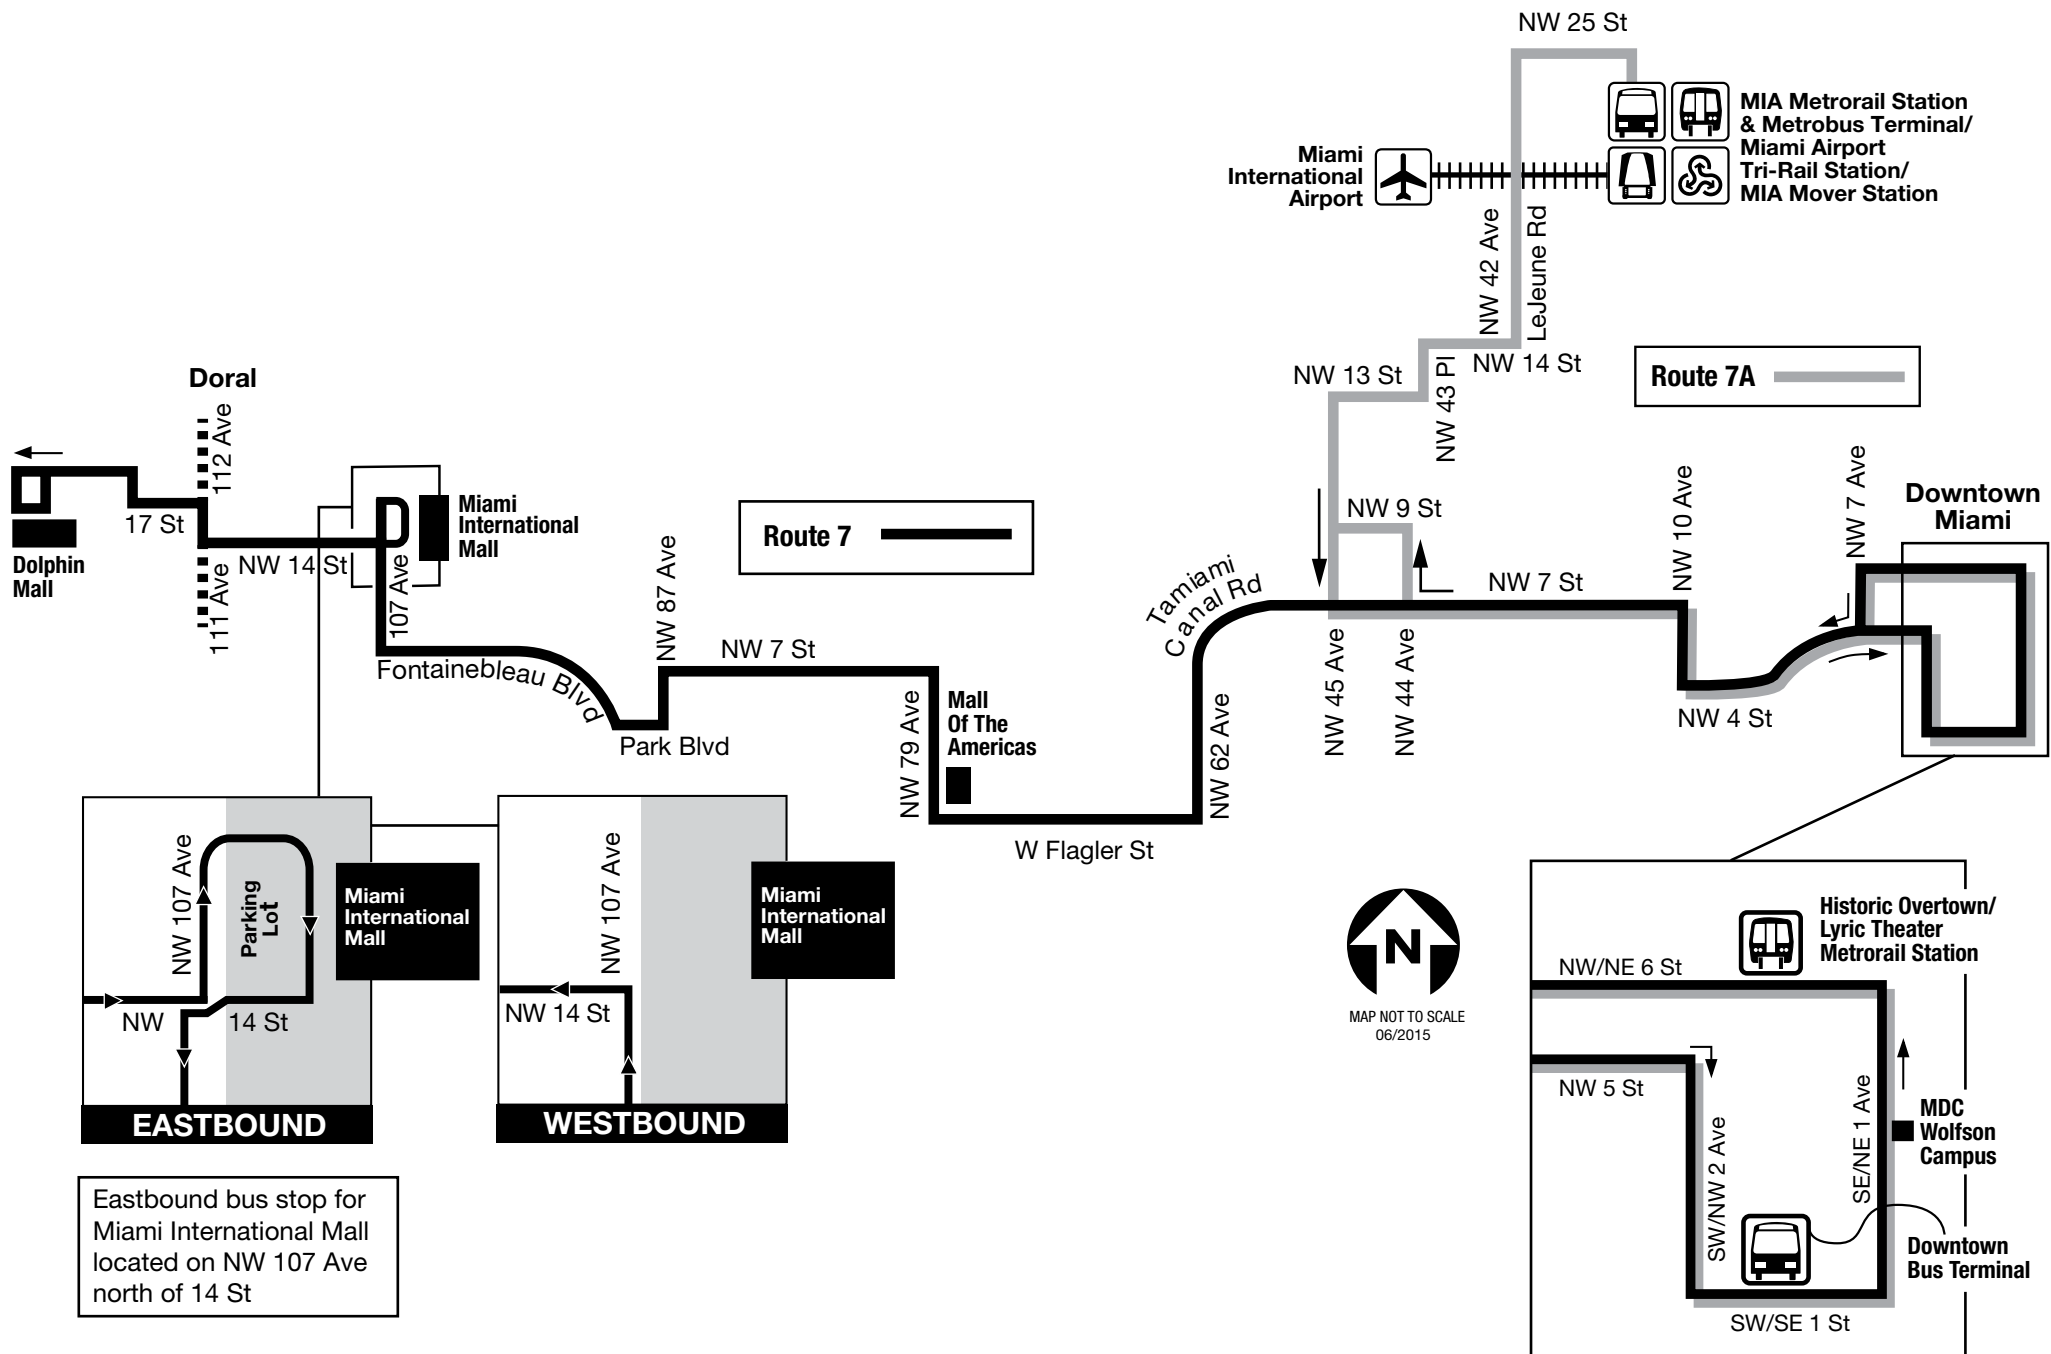 NW 25 St
MIA Metrorail Station
& Metrobus Terminal/
Miami Airport
Tri-Rail Station/
MIA Mover Station
Miami
International
Airport
NW 42 Ave
LeJeune Rd
NW 14 St
NW 43 Pl
NW 13 St
Route 7A
Doral
112 Ave
17 St
Dolphin
Mall
NW 14 St
111 Ave
107 Ave
Miami
International
Mall
Route 7
Fontainebleau Blvd
Park Blvd
NW 87 Ave
NW 7 St
NW 79 Ave
Mall
Of The
Americas
W Flagler St
NW 62 Ave
Tamiami
Canal Rd
NW 9 St
NW 45 Ave
NW 44 Ave
NW 7 St
NW 10 Ave
NW 4 St
NW 7 Ave
Downtown
Miami
NW 107 Ave
Parking
Lot
Miami
International
Mall
NW
14 St
EASTBOUND
NW 107 Ave
Miami
International
Mall
NW 14 St
WESTBOUND
Eastbound bus stop for
Miami International Mall
located on NW 107 Ave
north of 14 St
N
MAP NOT TO SCALE
06/2015
Historic Overtown/
Lyric Theater
Metrorail Station
NW/NE 6 St
NW 5 St
SW/NW 2 Ave
SE/NE 1 Ave
MDC
Wolfson
Campus
Downtown
Bus Terminal
SW/SE 1 St